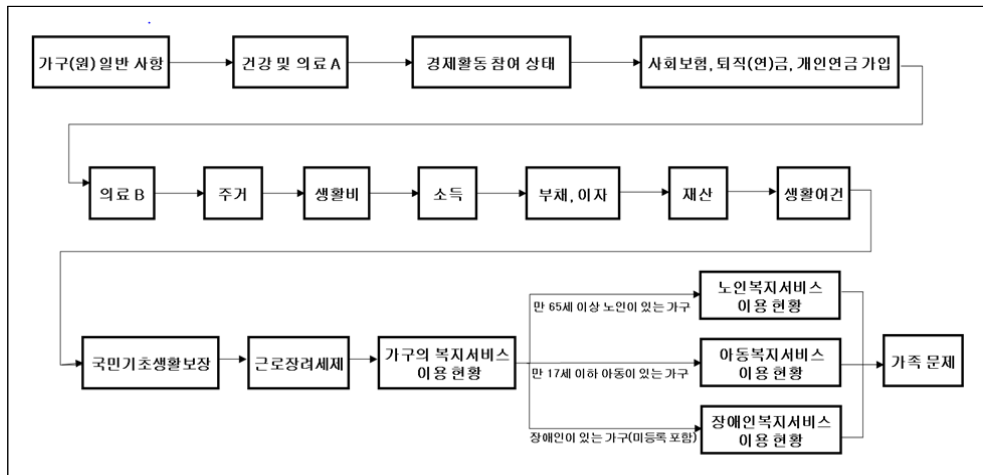 가구(원) 일반 사항
건강 및 의료 A
경제활동 참여 상태
사회보험, 퇴직(연)금, 개인연금 가입
의료 B
주거
생활비
소득
부채, 이자
재산
생활여건
국민기초생활보장
근로장려세제
가구의 복지서비스
이용 현황
만 65세 이상 노인이 있는 가구
노인복지서비스
이용 현황
만 17세 이하 아동이 있는 가구
아동복지서비스
이용 현황
장애인이 있는 가구(미등록 포함)
장애인복지서비스
이용 현황
가족 문제